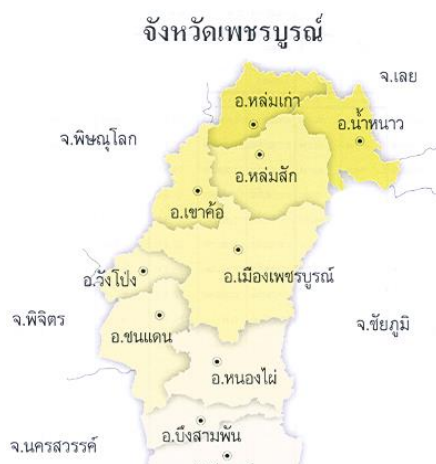 จังหวัดเพชรบูรณ์
จ.เลย
อ.หล่มเก่า
อ.น้ำหนาว
จ.พิษณุโลก
อ.หล่มสัก
อ.เขาค้อ
อ.วังโป่ง
อ.เมืองเพชรบูรณ์
จ.พิจิตร
จ.ชัยภูมิ
อ.ชนแดน
อ.หนองไผ่
อ.บึงสามพัน
จ.นครสวรรค์